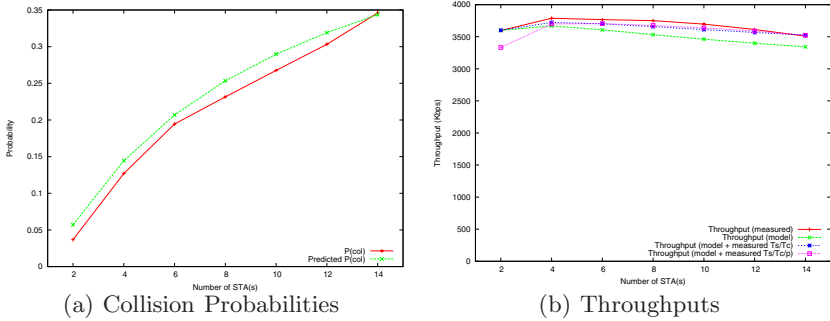 0.35
0.3
0.25
0.2
0.15
0.1
0.05
0
Probability
2 4 6 8 10 12 14
Number of STA(s)
P(col)
Predicted P(col)
(a) Collision Probabilities
4000
3500
3000
2500
2000
1500
1000
500
0
Throughput (Kbps)
2 4 6 8 10 12 14
Number of STA(s)
Throughput (measured)
Throughput (model)
Throughput (model + measured Ts/Tc)
Throughput (model + measured Ts/Tc/p)
(b) Throughputs